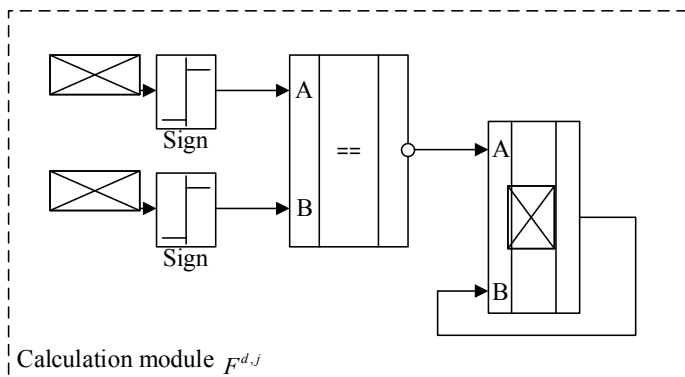 Sign
A
==
B
Sign
A
B
Calculation module F^{d,j}